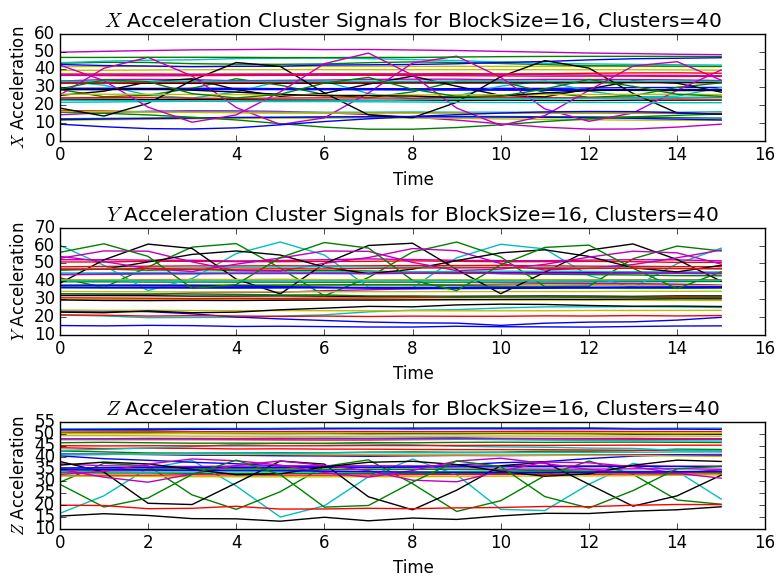 X Acceleration Cluster Signals for BlockSize=16, Clusters=40
60
50
40
30
20
10
0
X Acceleration
0 2 4 6 8 10 12 14 16
Time
Y Acceleration Cluster Signals for BlockSize=16, Clusters=40
70
60
50
40
30
20
10
Y Acceleration
0 2 4 6 8 10 12 14 16
Time
Z Acceleration Cluster Signals for BlockSize=16, Clusters=40
55
50
45
40
35
30
25
20
15
10
Z Acceleration
0 2 4 6 8 10 12 14 16
Time